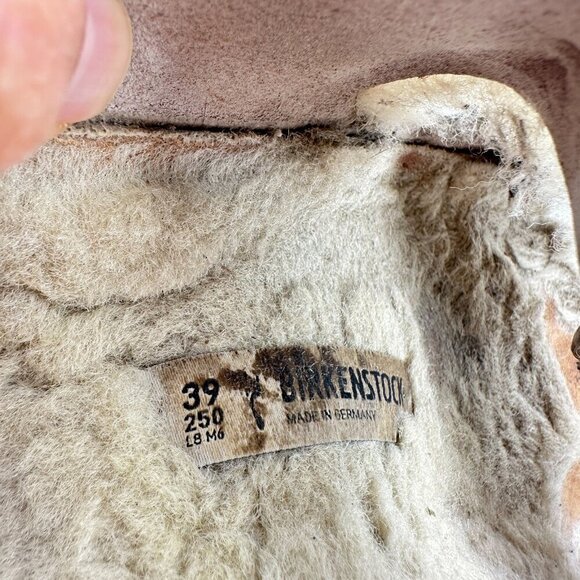 39
250
L8 M6
BIRKENSTOCK
MADE IN GERMANY